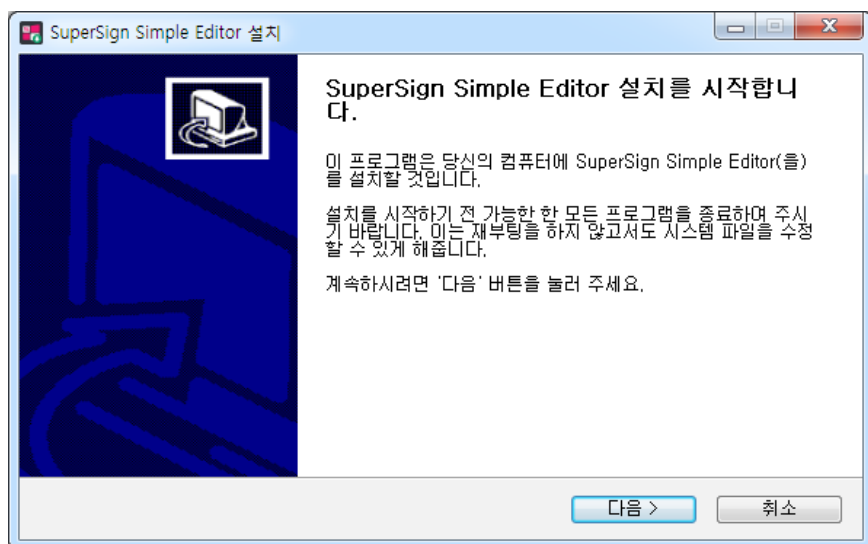 SuperSign Simple Editor 설치
SuperSign Simple Editor 설치를 시작합니
다.
이 프로그램은 당신의 컴퓨터에 SuperSign Simple Editor(을)
를 설치할 것입니다.
설치를 시작하기 전 가능한 한 모든 프로그램을 종료하여 주시
기 바랍니다. 이는 재부팅을 하지 않고서도 시스템 파일을 수정
할 수 있게 해줍니다.
계속하시려면 '다음' 버튼을 눌러 주세요.
다음 >
취소